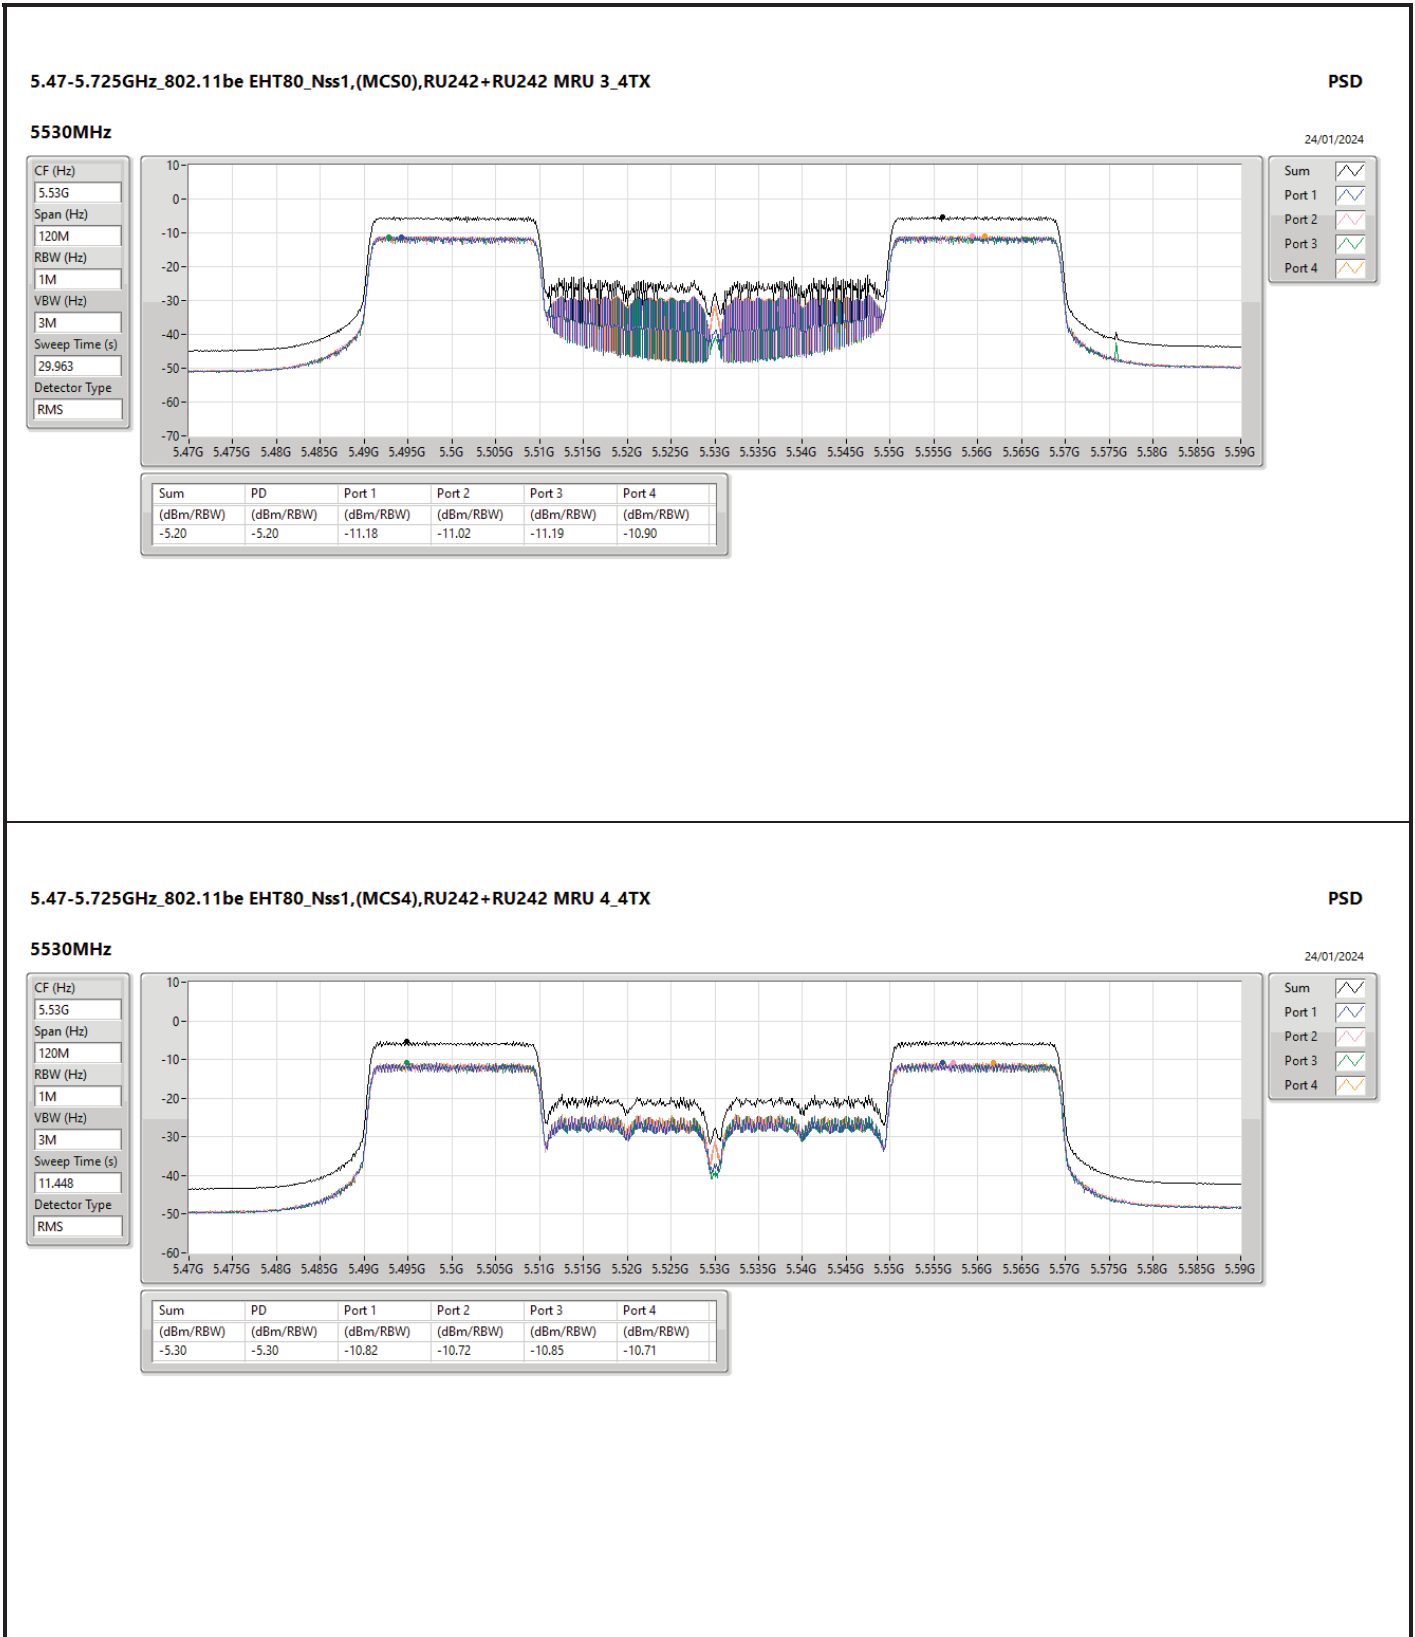 5.47-5.725GHz_802.11be EHT80_Nss1,(MCS0),RU242+RU242 MRU 3_4TX PSD
5530MHz
24/01/2024
CF (Hz)
5.53G
Span (Hz)
120M
RBW (Hz)
1M
VBW (Hz)
3M
Sweep Time (s)
29.963
Detector Type
RMS
10
0
-10
-20
-30
-40
-50
-60
-70
5.47G 5.475G 5.48G 5.485G 5.49G 5.495G 5.5G 5.505G 5.51G 5.515G 5.52G 5.525G 5.53G 5.535G 5.54G 5.545G 5.55G 5.555G 5.56G 5.565G 5.57G 5.575G 5.58G 5.585G 5.59G
Sum
Port 1
Port 2
Port 3
Port 4
Sum PD Port 1 Port 2 Port 3 Port 4
(dBm/RBW) (dBm/RBW) (dBm/RBW) (dBm/RBW) (dBm/RBW) (dBm/RBW)
-5.20 -5.20 -11.18 -11.02 -11.19 -10.90
5.47-5.725GHz_802.11be EHT80_Nss1,(MCS4),RU242+RU242 MRU 4_4TX PSD
5530MHz
24/01/2024
CF (Hz)
5.53G
Span (Hz)
120M
RBW (Hz)
1M
VBW (Hz)
3M
Sweep Time (s)
11.448
Detector Type
RMS
10
0
-10
-20
-30
-40
-50
-60
5.47G 5.475G 5.48G 5.485G 5.49G 5.495G 5.5G 5.505G 5.51G 5.515G 5.52G 5.525G 5.53G 5.535G 5.54G 5.545G 5.55G 5.555G 5.56G 5.565G 5.57G 5.575G 5.58G 5.585G 5.59G
Sum
Port 1
Port 2
Port 3
Port 4
Sum PD Port 1 Port 2 Port 3 Port 4
(dBm/RBW) (dBm/RBW) (dBm/RBW) (dBm/RBW) (dBm/RBW) (dBm/RBW)
-5.30 -5.30 -10.82 -10.72 -10.85 -10.71